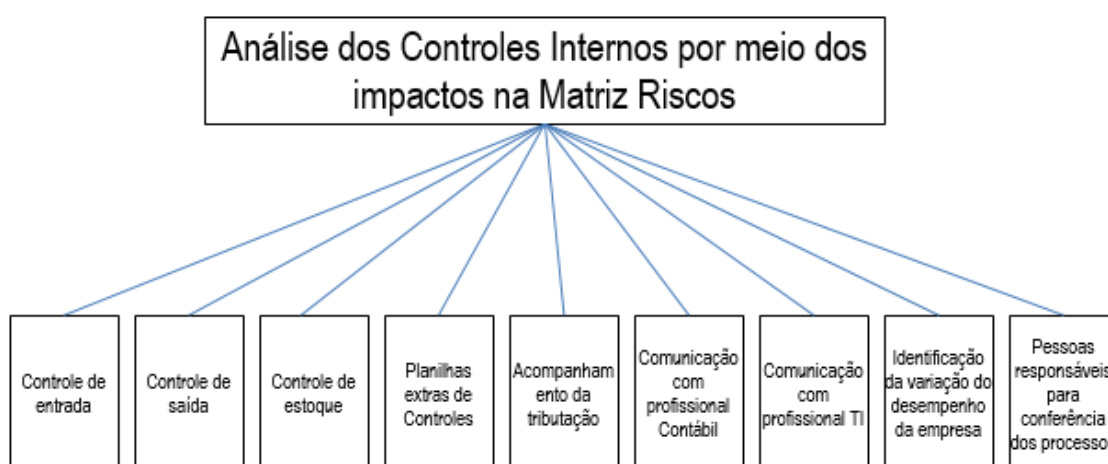 Análise dos Controles Internos por meio dos
impactos na Matriz Riscos
Controle de
entrada
Controle de
saída
Controle de
estoque
Planilhas
extras de
Controles
Acompanham
ento da
tributação
Comunicação
com
profissional
Contábil
Comunicação
com
profissional TI
Identificação
da variação do
desempenho
da empresa
Pessoas
responsáveis
para
conferência
dos processo